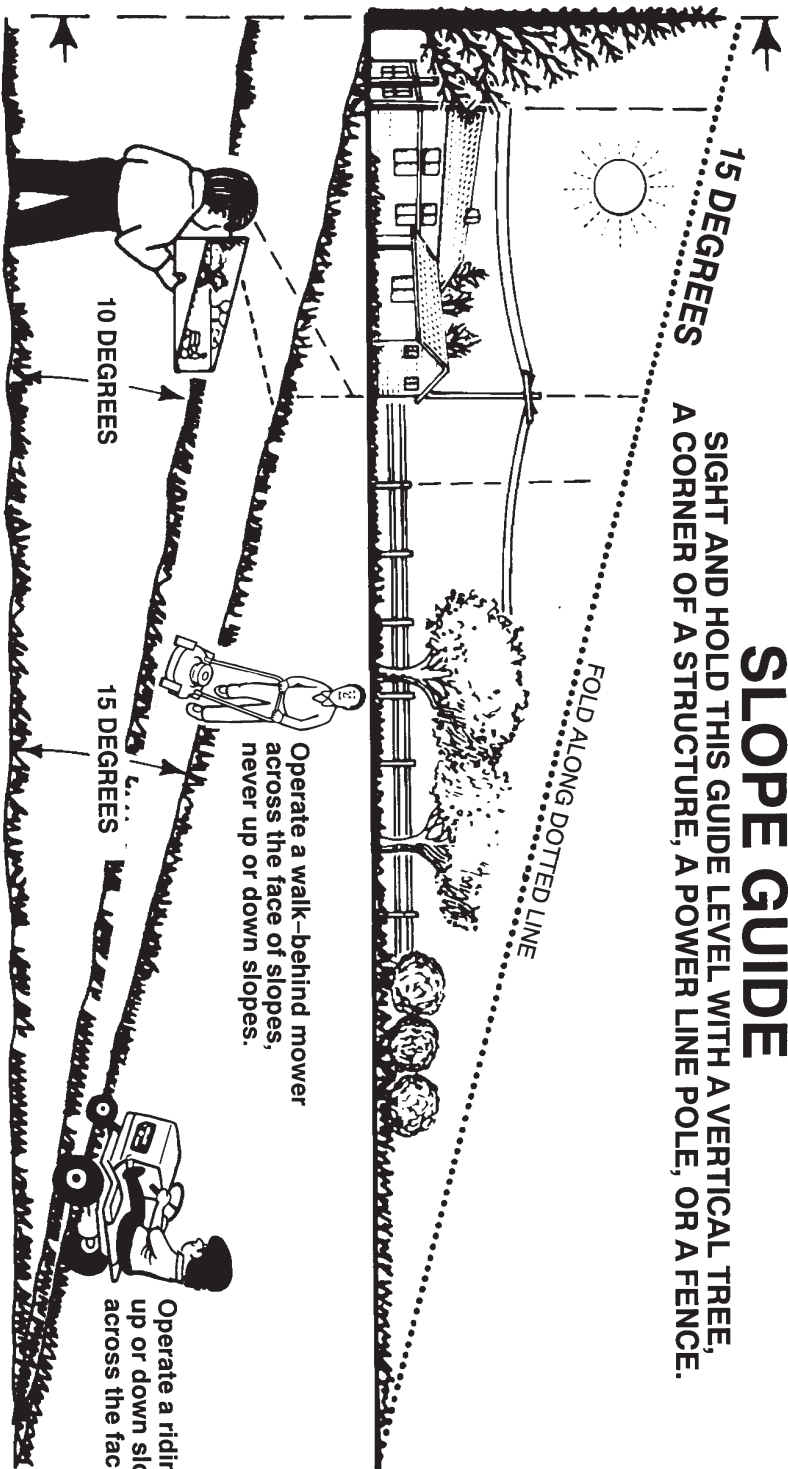 SLOPE GUIDE
SIGHT AND HOLD THIS GUIDE LEVEL WITH A VERTICAL TREE,
A CORNER OF A STRUCTURE, A POWER LINE POLE, OR A FENCE.
15 DEGREES
FOLD ALONG DOTTED LINE
Operate a walk–behind mower
across the face of slopes,
never up or down slopes.
10 DEGREES
15 DEGREES
Operate a
up or down
across the